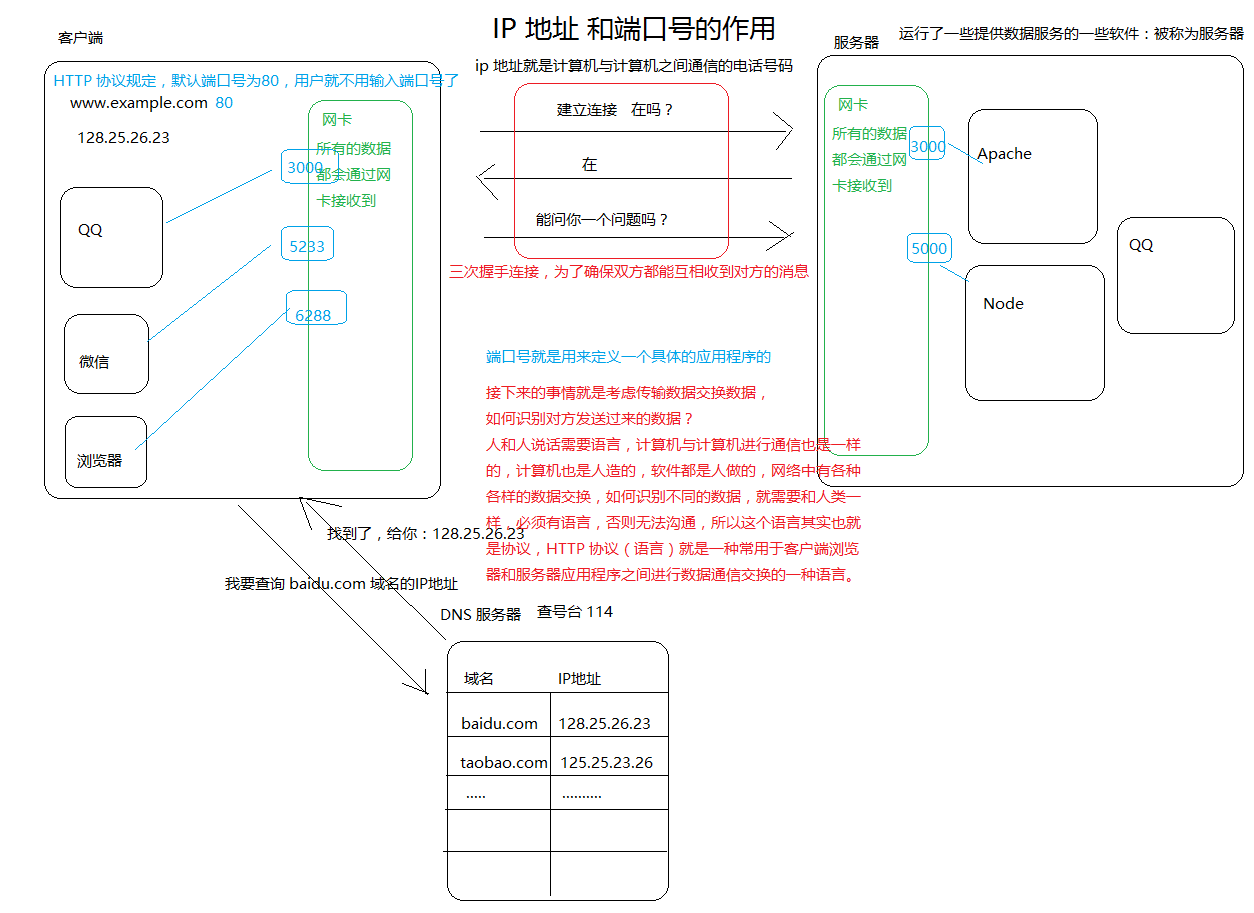 IP 地址 和端口号的作用
客户端
服务器
运行了一些提供数据服务的一些软件：被称为服务器
ip 地址就是计算机与计算机之间通信的电话号码
HTTP 协议规定，默认端口号为80，用户就不用输入端口号了
www.example.com 80
128.25.26.23
网卡
所有的数据
都会通过网
卡接收到
3000
5233
6288
QQ
微信
浏览器
建立连接 在吗？
在
能问你一个问题吗？
三次握手连接，为了确保双方都能互相收到对方的消息
网卡
所有的数据
都会通过网
卡接收到
3000
5000
Apache
QQ
Node
端口号就是用来定义一个具体的应用程序的
接下来的事情就是考虑传输数据交换数据，
如何识别对方发送过来的数据？
人和人说话需要语言，计算机与计算机进行通信也是一样
的，计算机也是人造的，软件都是人做的，网络中有各种
各样的数据交换，如何识别不同的数据，就需要和人类一
样，必须有语言，否则无法沟通，所以这个语言其实也就
是协议，HTTP 协议（语言）就是一种常用于客户端浏览
器和服务器应用程序之间进行数据通信交换的一种语言。
找到了，给你：128.25.26.23
我要查询 baidu.com 域名的IP地址
DNS 服务器 查号台 114
域名 IP地址
baidu.com 128.25.26.23
taobao.com 125.25.23.26
..... ..........